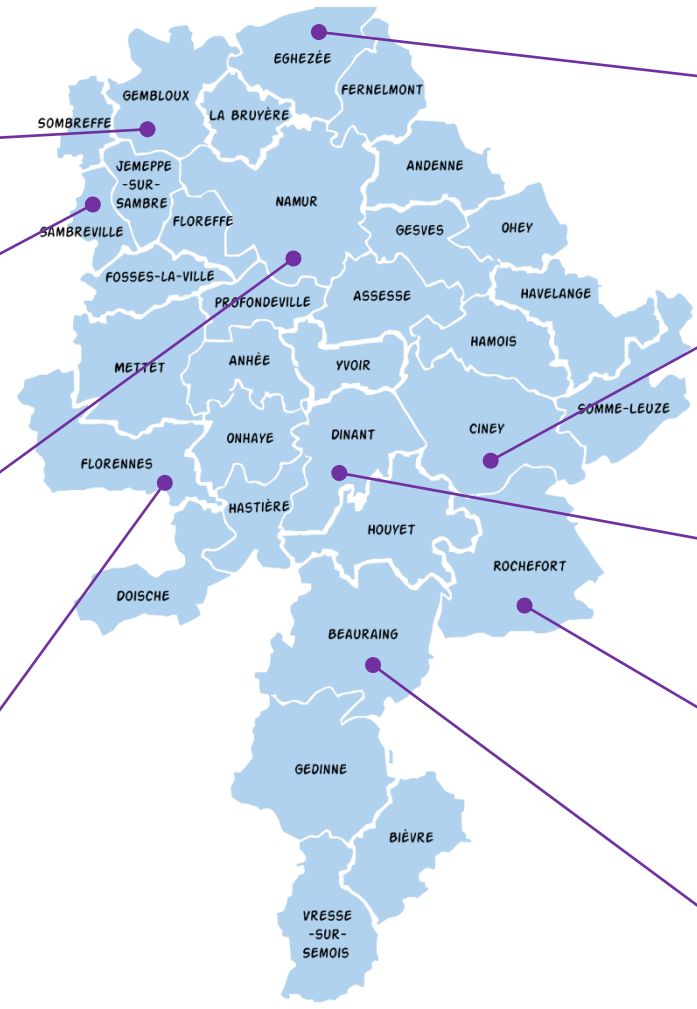 EGHEZÉE
FERNELMONT
GEMBLOUX
LA BRUYÈRE
SOMBREFFE
ANDENNE
JEMEPPE
-SUR-
SAMBRE
NAMUR
FLOREFFE
GESVES
OHEY
SAMBREVILLE
FOSSES-LA-VILLE
PROFONDEVILLE
ASSESSE
HAVELANGE
HAMOIS
METTET
ANHÉE
YVOIR
SOMME-LEUZE
CINEY
ONHAYE
DINANT
FLORENNES
HASTIÈRE
HOUYET
ROCHEFORT
DOISCHE
BEAURAING
GEDINNE
BIÈVRE
VRESSE
-SUR-
SEMOIS